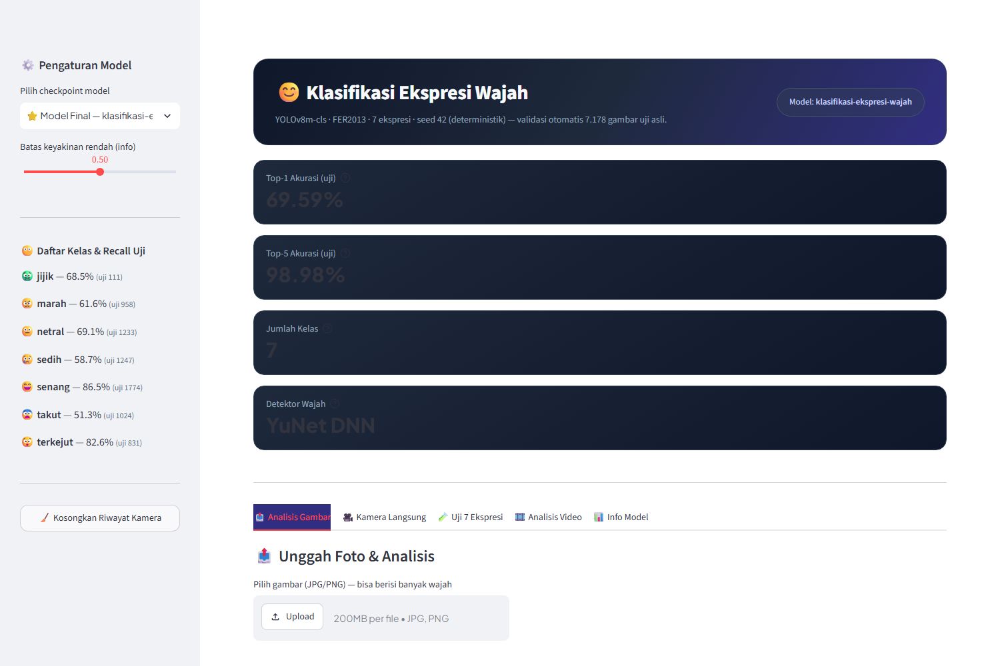 Pengaturan Model
Pilih checkpoint model
Model Final — klasifikasi-e
Batas keyakinan rendah (info)
0.50
Daftar Kelas & Recall Uji
jijik — 68.5% (uji 111)
marah — 61.6% (uji 958)
netral — 69.1% (uji 1233)
sedih — 58.7% (uji 1247)
senang — 86.5% (uji 1774)
takut — 51.3% (uji 1024)
terkejut — 82.6% (uji 831)
Kosongkan Riwayat Kamera
Klasifikasi Ekspresi Wajah
YOLOv8m-cls · FER2013 · 7 ekspresi · seed 42 (deterministik) — validasi otomatis 7.178 gambar uji asli.
Model: klasifikasi-ekspresi-wajah
Top-1 Akurasi (uji)
69.59%
Top-5 Akurasi (uji)
98.98%
Jumlah Kelas
7
Detektor Wajah
YuNet DNN
Analisis Gambar
Kamera Langsung
Uji 7 Ekspresi
Analisis Video
Info Model
Unggah Foto & Analisis
Pilih gambar (JPG/PNG) — bisa berisi banyak wajah
Upload
200MB per file • JPG, PNG